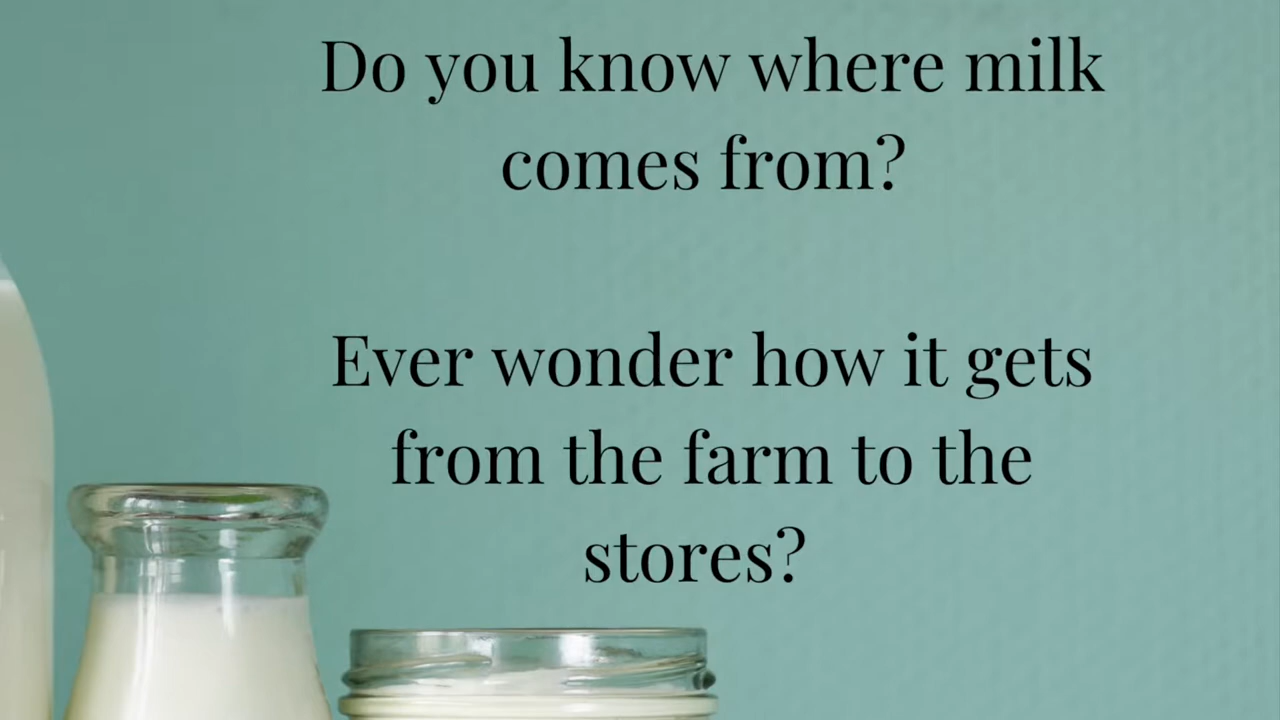 Do you know where milk
comes from?
Ever wonder how it gets
from the farm to the
stores?